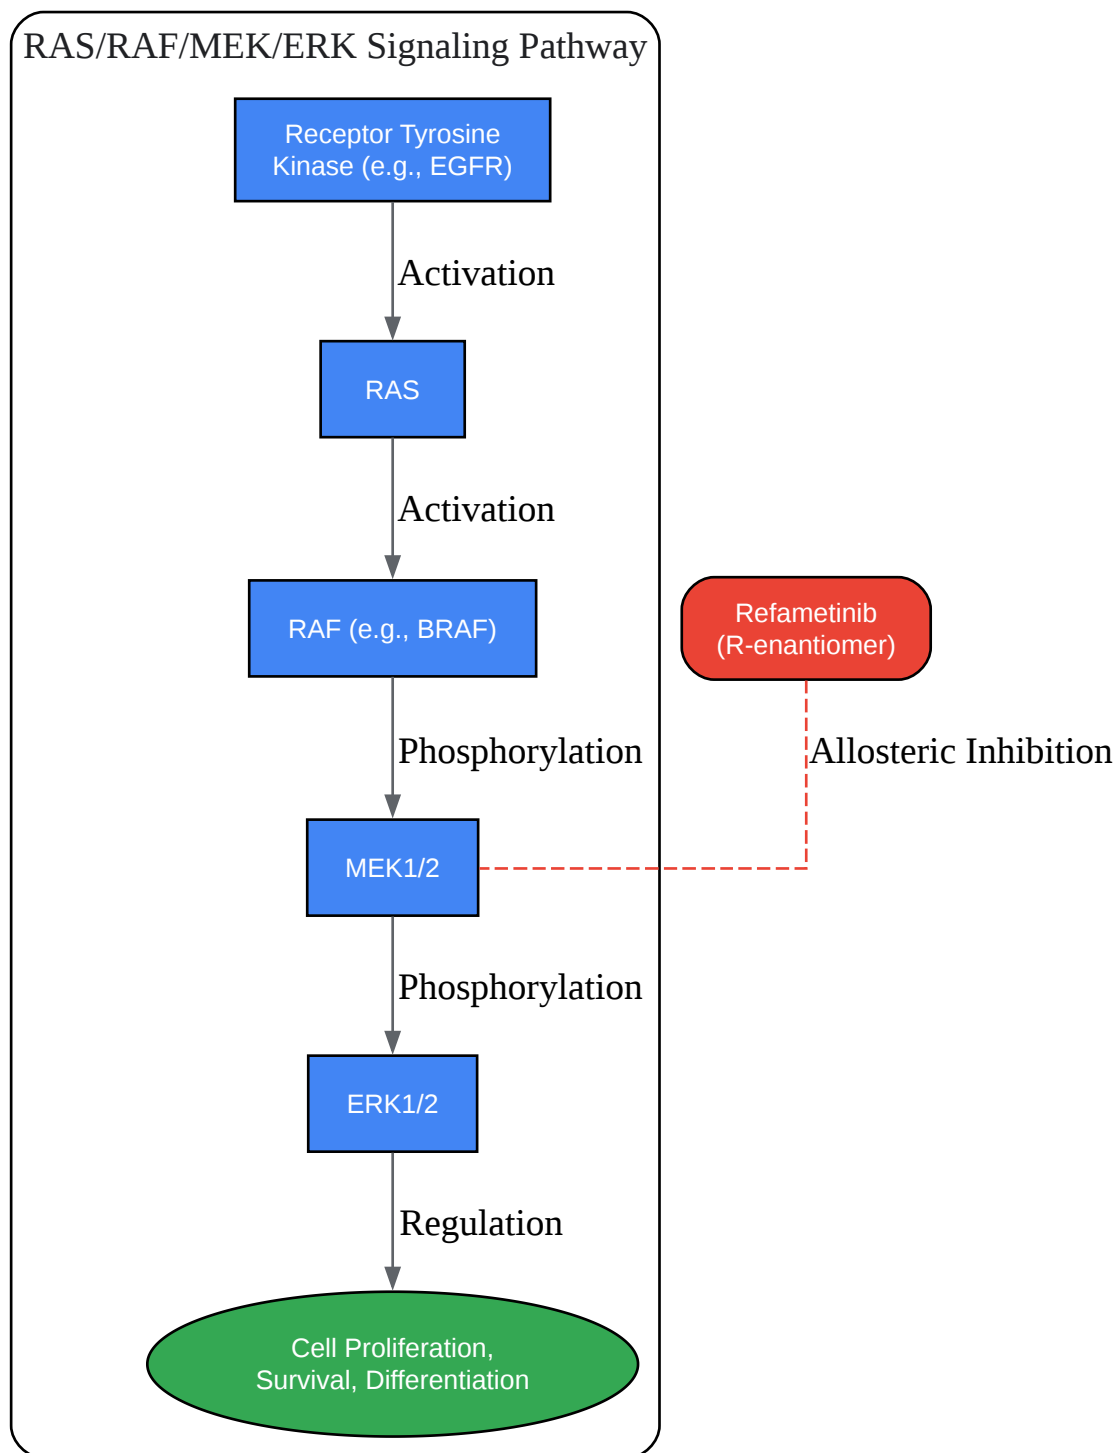 RAS/RAF/MEK/ERK Signaling Pathway
Receptor Tyrosine
Kinase (e.g., EGFR)
Activation
RAS
Activation
RAF (e.g., BRAF)
Refametinib
(R-enantiomer)
Phosphorylation
Allosteric Inhibition
MEK1/2
Phosphorylation
ERK1/2
Regulation
Cell Proliferation,
Survival, Differentiation